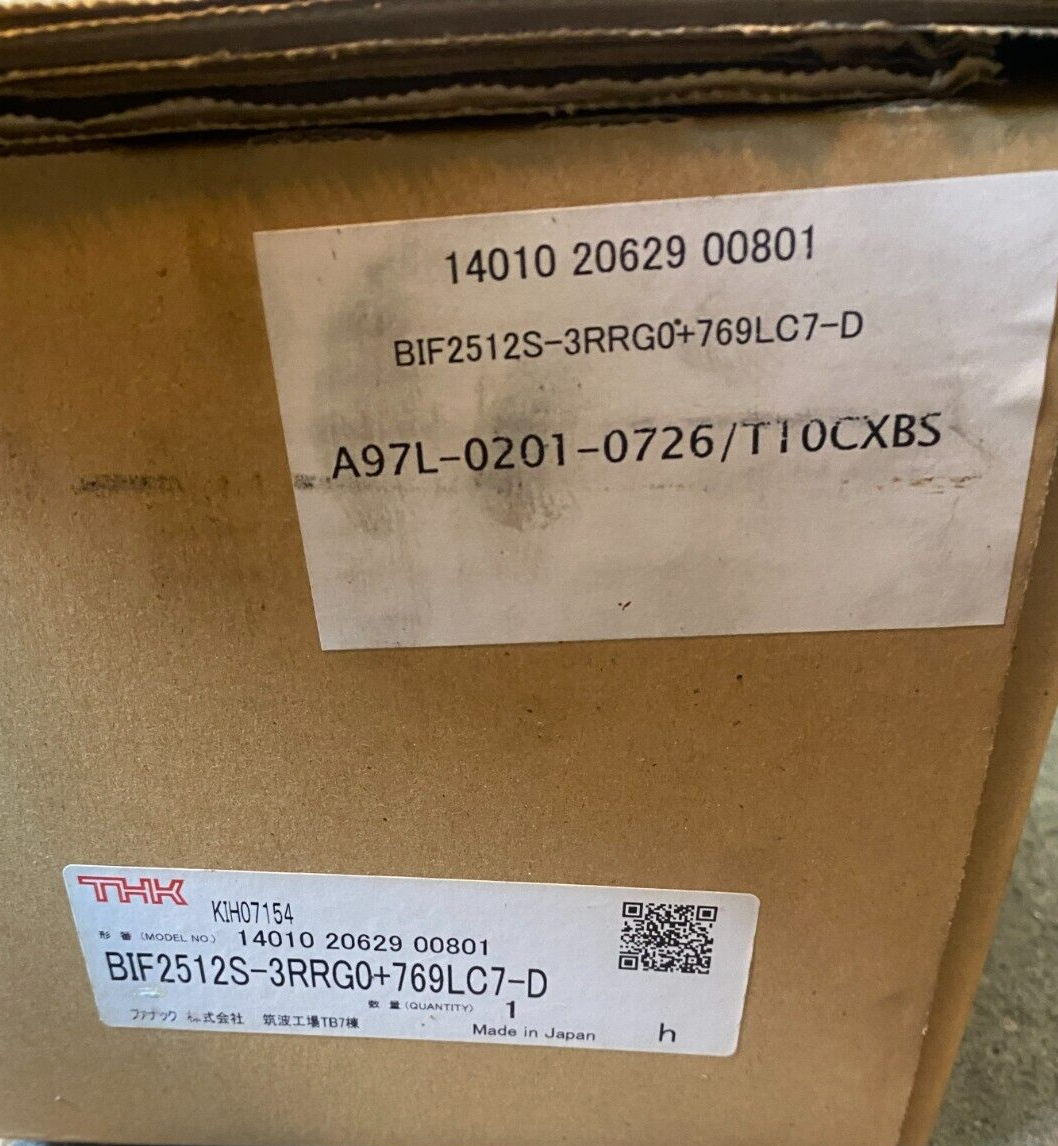 14010 20629 00801
BIF2512S-3RRG0+769LC7-D
A97L-0201-0726/T10CXBS
THK
KIH07154
形番 (MODEL NO.) 14010 20629 00801
BIF2512S-3RRG0+769LC7-D
数量 (QUANTITY) 1
ファナック 株式会社 筑波工場TB7棟
Made in Japan h